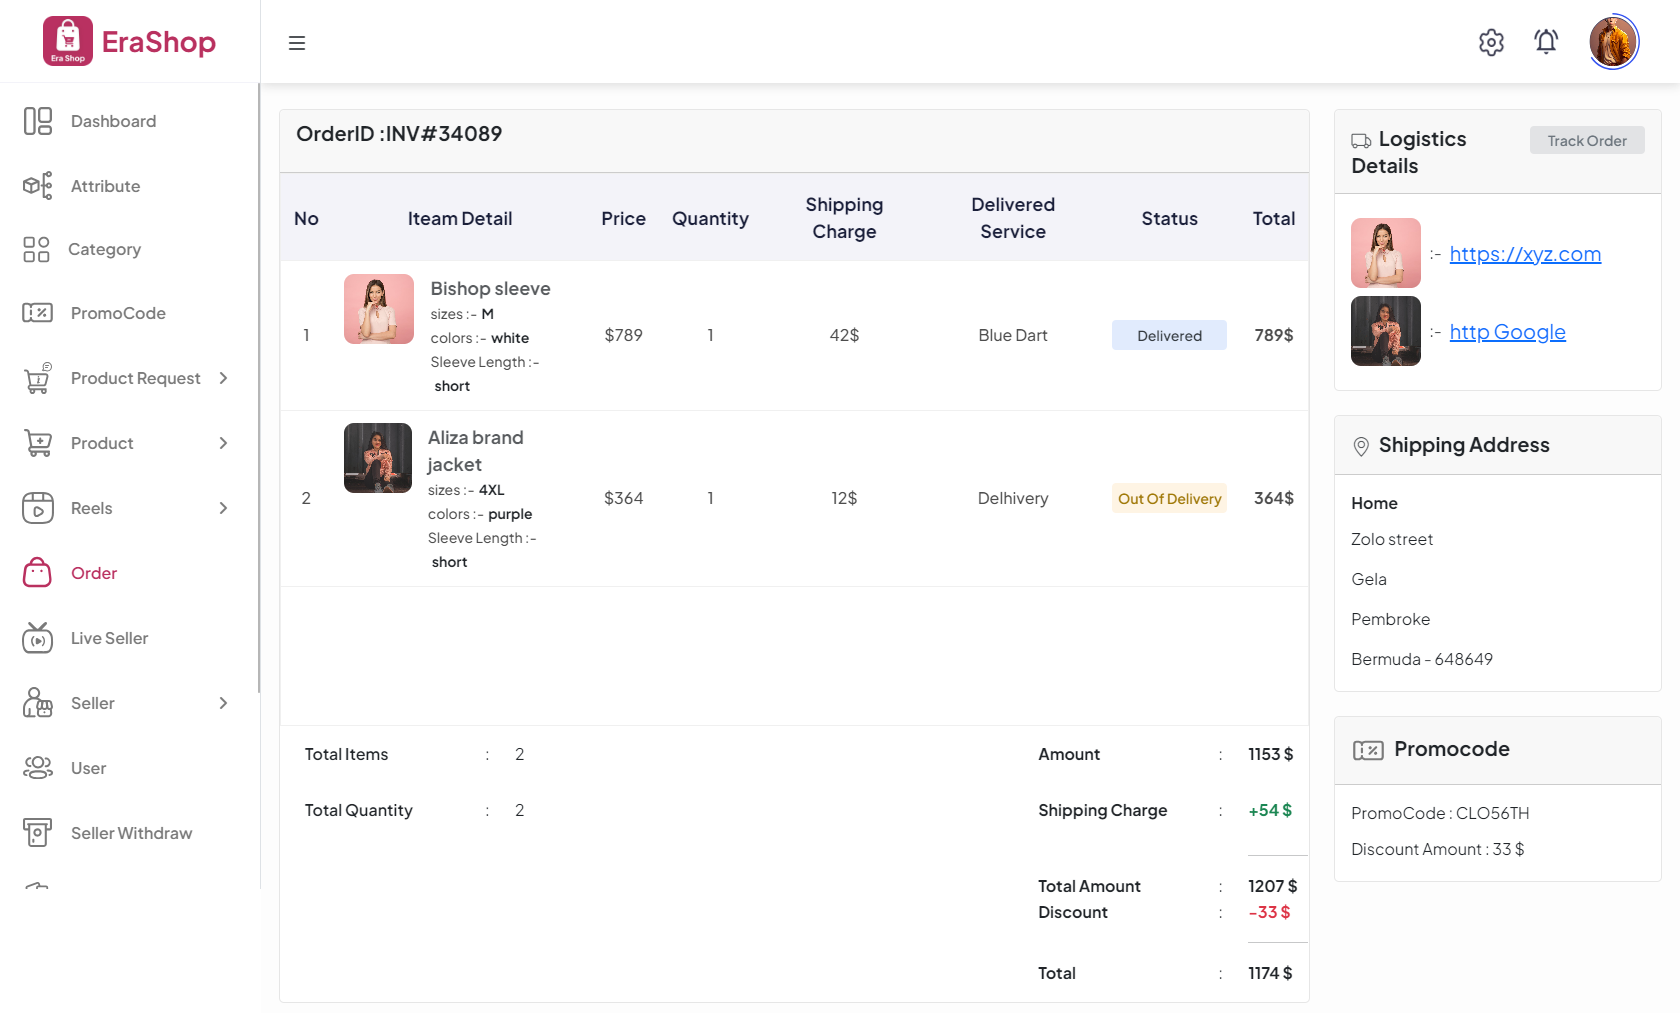 Era Shop
EraShop
Dashboard
Attribute
Category
PromoCode
Product Request
Product
Reels
Order
Live Seller
Seller
User
Seller Withdraw
OrderID :INV#34089
No Iteam Detail Price Quantity Shipping Charge Delivered Service Status Total
1
Bishop sleeve
sizes :- M
colors :- white
Sleeve Length :-
short
$789 1 42$ Blue Dart Delivered 789$
2
Aliza brand
jacket
sizes :- 4XL
colors :- purple
Sleeve Length :-
short
$364 1 12$ Delhivery Out Of Delivery 364$
Total Items : 2
Total Quantity : 2
Amount : 1153 $
Shipping Charge : +54 $
Total Amount : 1207 $
Discount : -33 $
Total : 1174 $
Logistics
Details
Track Order
:- https://xyz.com
:- http Google
Shipping Address
Home
Zolo street
Gela
Pembroke
Bermuda - 648649
Promocode
PromoCode : CLO56TH
Discount Amount : 33 $